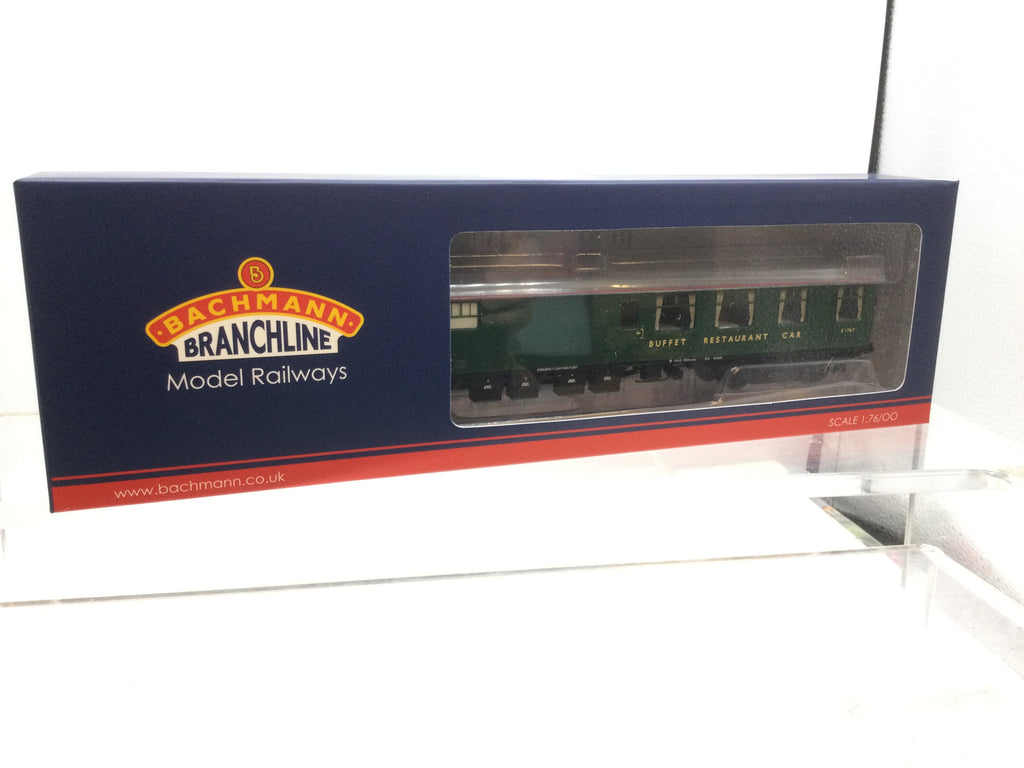 BACHMANN
BRANCHLINE
Model Railways
BUFFET RESTAURANT CAR
SCALE 1:76/OO
www.bachmann.co.uk